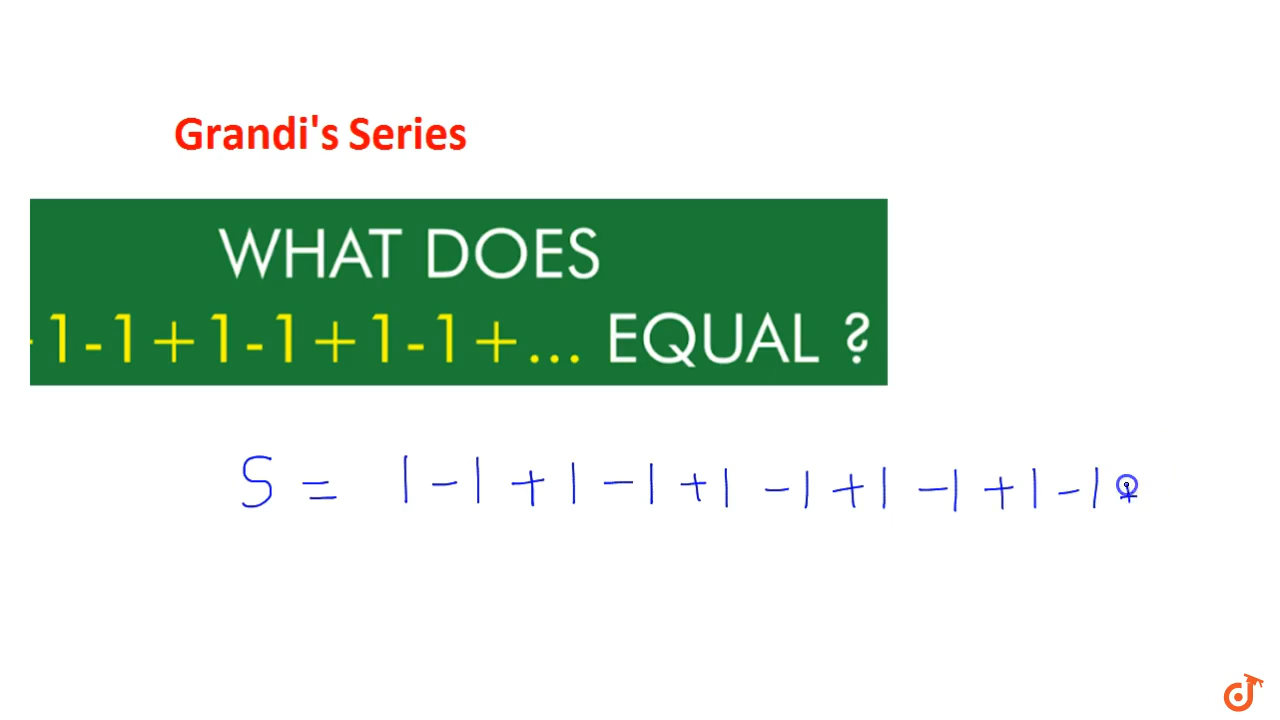 Grandi's Series
WHAT DOES
1-1+1-1+1-1+... EQUAL ?
S = 1 - 1 + 1 - 1 + 1 - 1 + 1 - 1 + 1 - 1 +